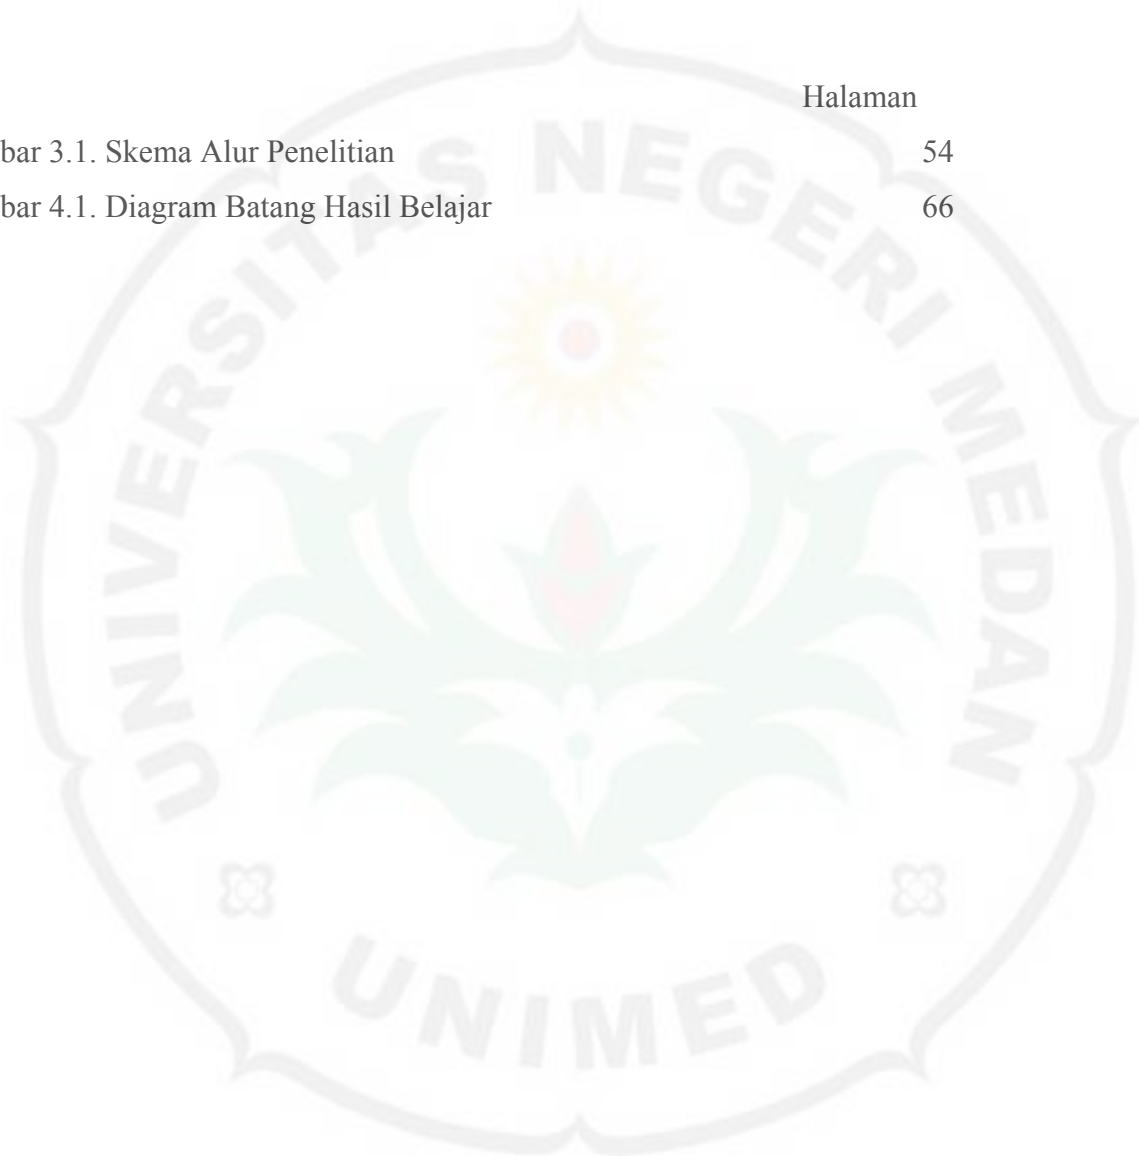 Halaman
bar 3.1. Skema Alur Penelitian 54
bar 4.1. Diagram Batang Hasil Belajar 66
UNIVERSITAS NEGERI MEDAN
UNIMED